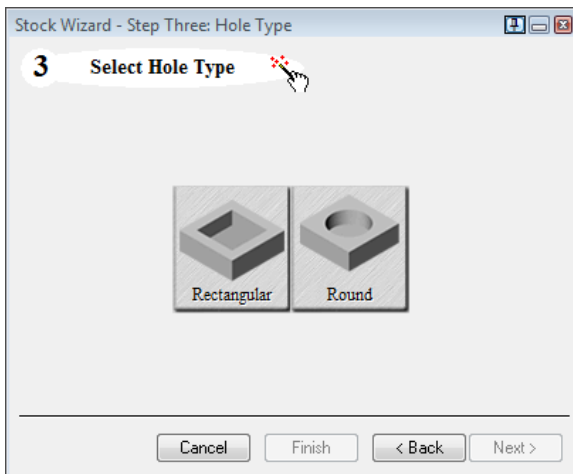 Stock Wizard - Step Three: Hole Type
3 Select Hole Type
Rectangular Round
Cancel Finish < Back Next >